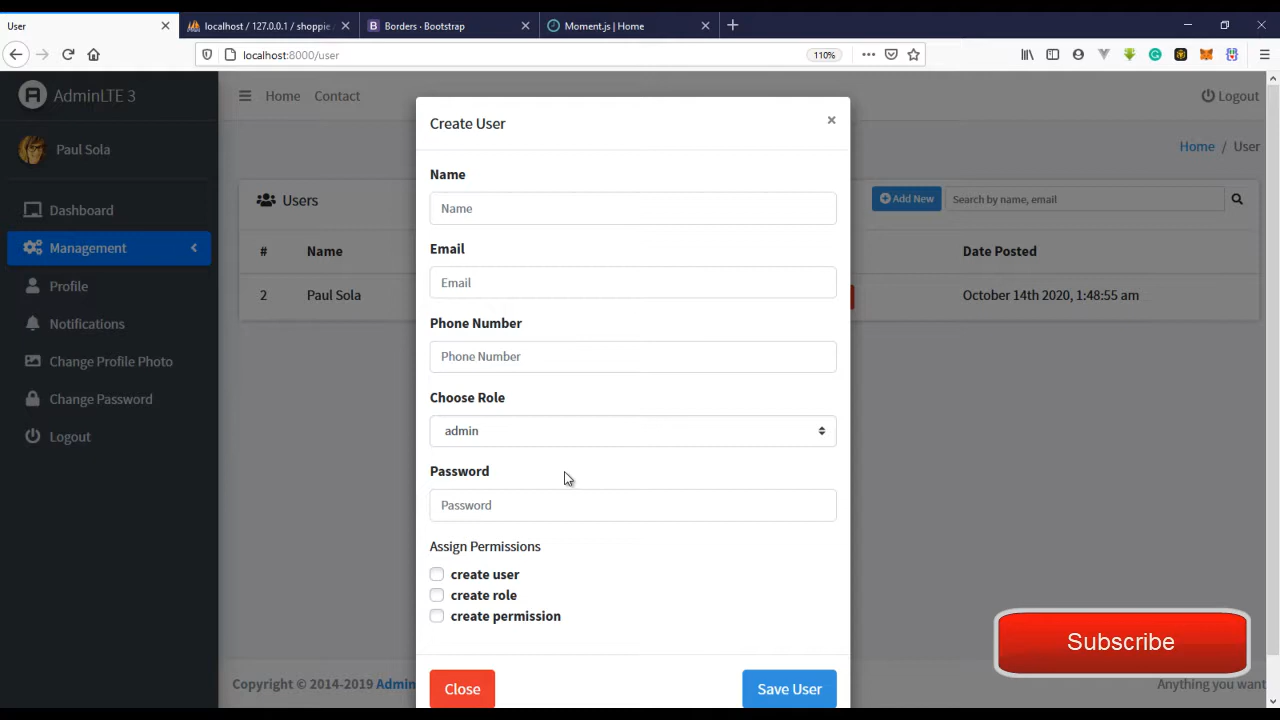 User
localhost / 127.0.0.1 / shoppie
Borders · Bootstrap
Moment.js | Home
localhost:8000/user
110%
AdminLTE 3
Home
Contact
Logout
Create User
Paul Sola
Home / User
Name
Name
Users
Add New
Search by name, email
Dashboard
Management
Email
Email
#
Name
Date Posted
2
Paul Sola
October 14th 2020, 1:48:55 am
Profile
Notifications
Phone Number
Phone Number
Change Profile Photo
Change Password
Choose Role
admin
Logout
Password
Password
Assign Permissions
create user
create role
create permission
Subscribe
Close
Save User
Copyright © 2014-2019 Admin
Anything you want